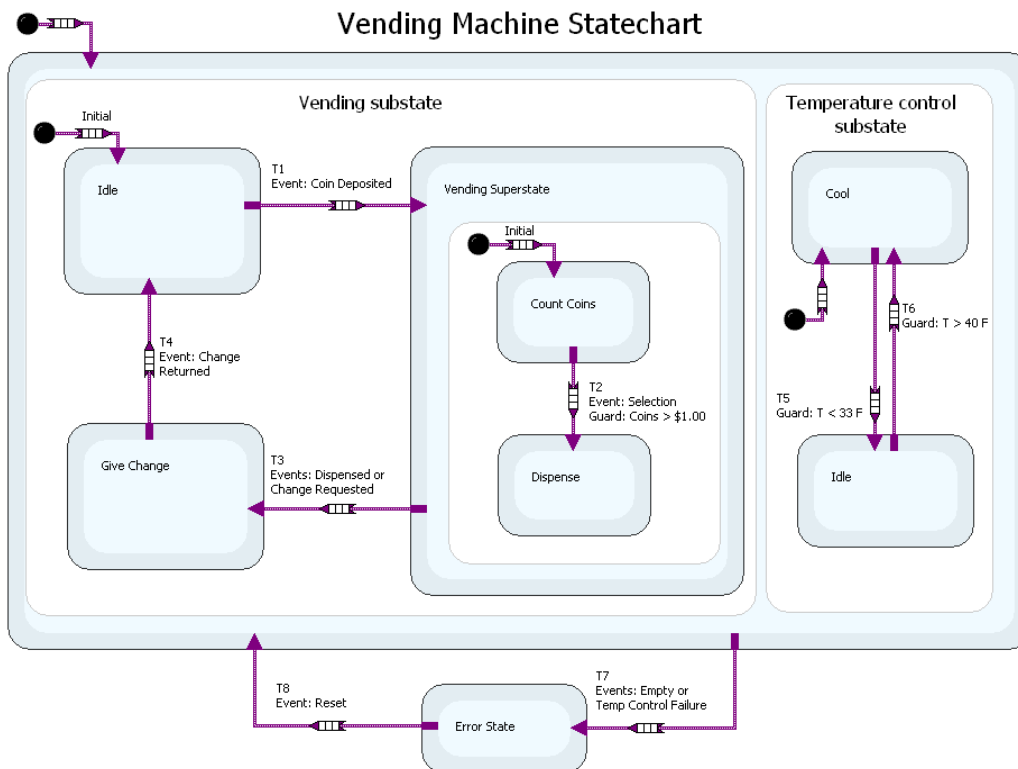 Vending Machine Statechart
Vending substate
Temperature control
substate
Initial
Idle
T1
Event: Coin Deposited
Vending Superstate
Initial
Count Coins
T2
Event: Selection
Guard: Coins > $1.00
Dispense
T3
Events: Dispensed or
Change Requested
Give Change
T4
Event: Change
Returned
Cool
T6
Guard: T > 40 F
T5
Guard: T < 33 F
Idle
T8
Event: Reset
Error State
T7
Events: Empty or
Temp Control Failure